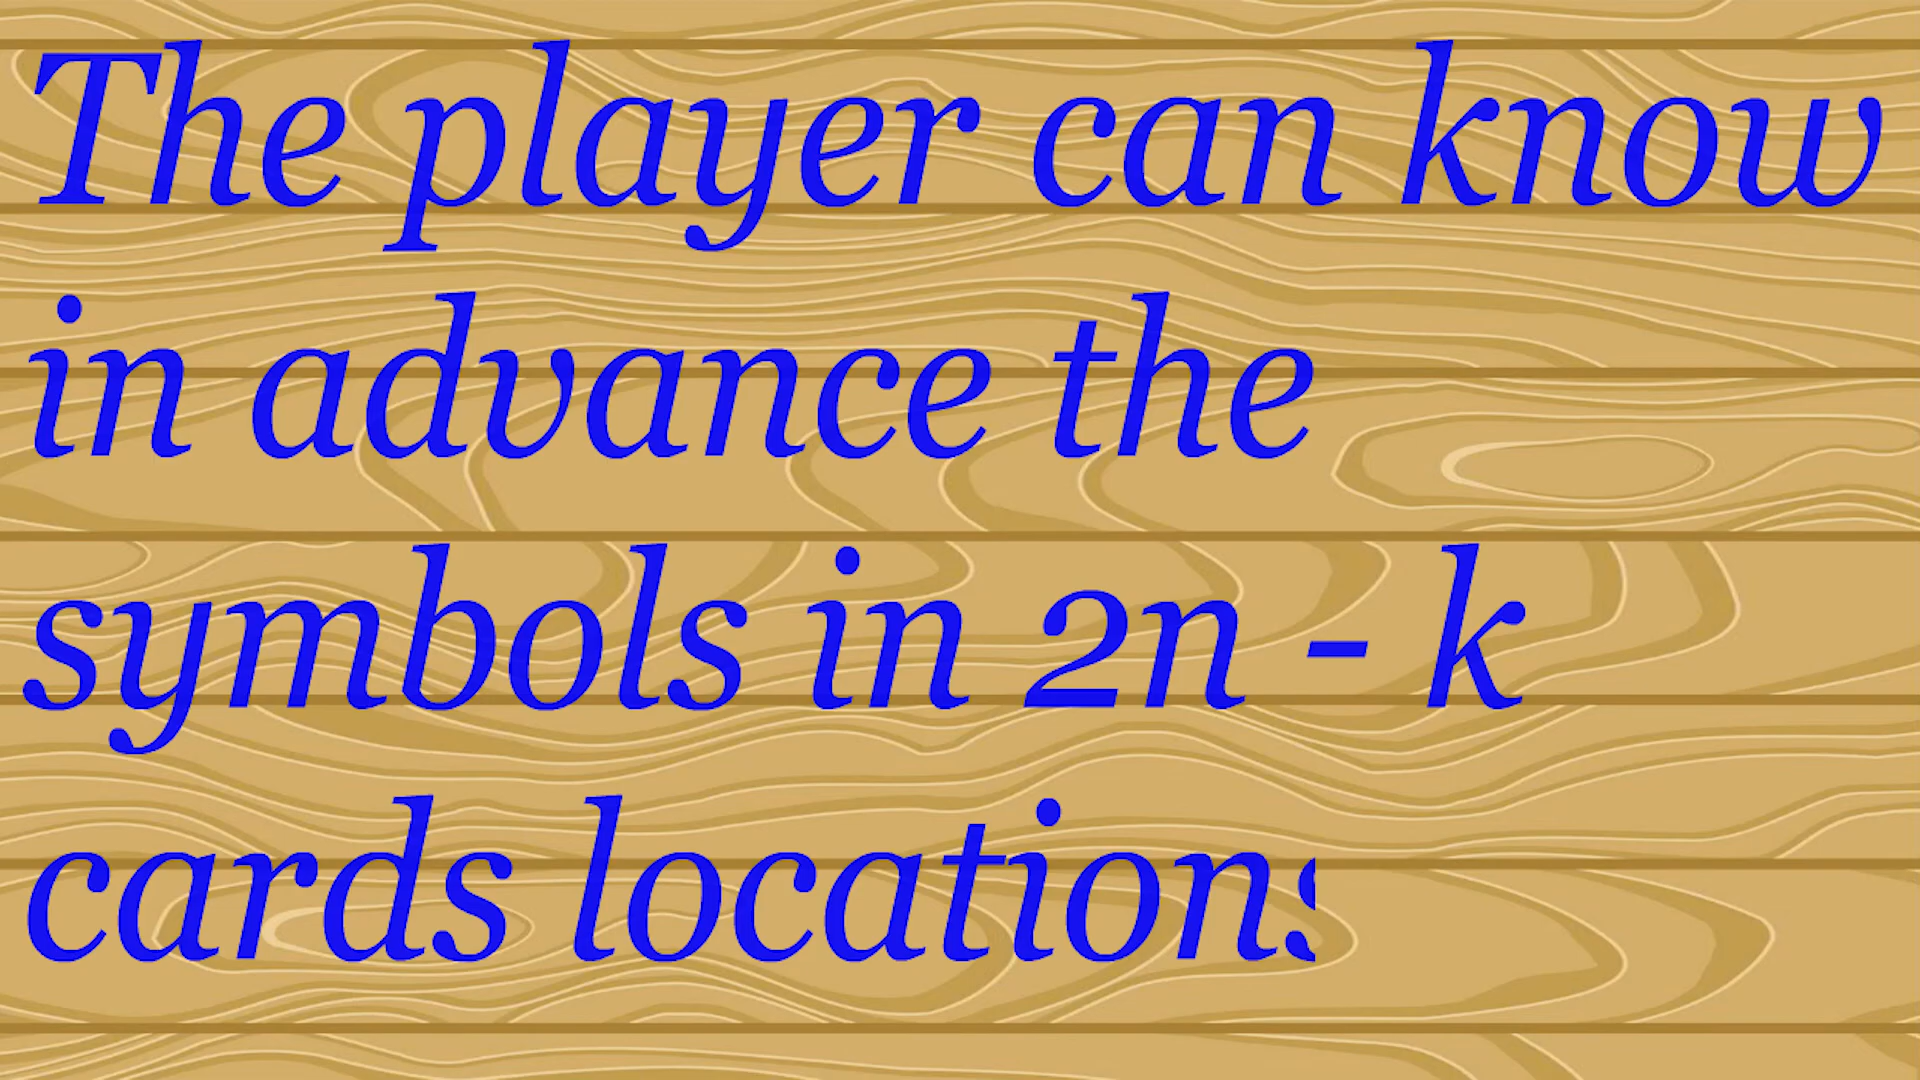 The player can know
in advance the
symbols in 2n - k
cards locations